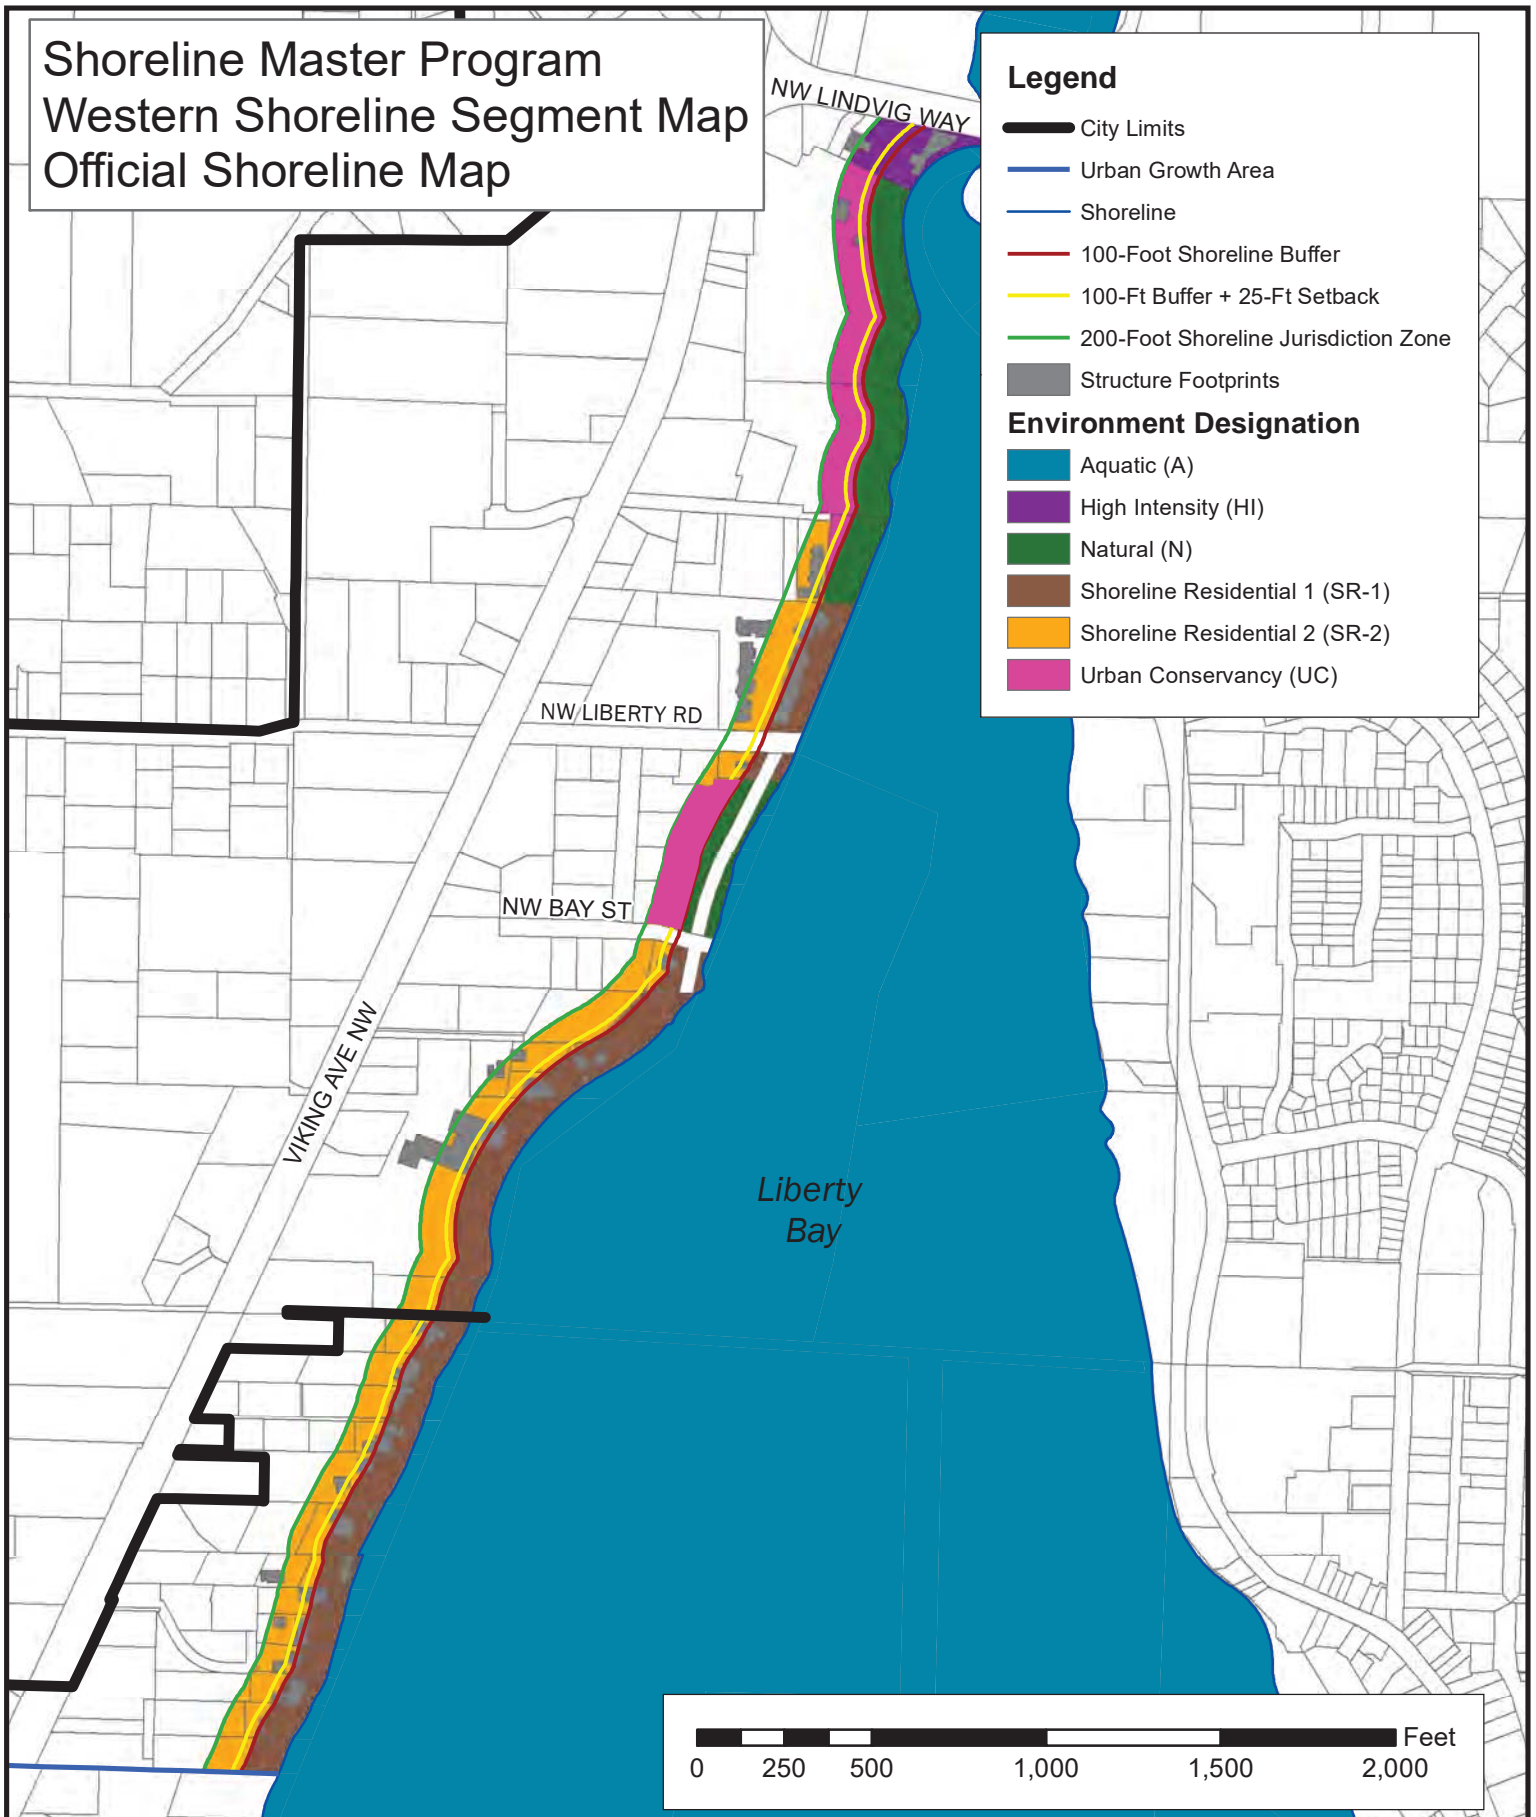 Shoreline Master Program
Western Shoreline Segment Map
Official Shoreline Map
NW LINDVIG WAY
Legend
City Limits
Urban Growth Area
Shoreline
100-Foot Shoreline Buffer
100-Ft Buffer + 25-Ft Setback
200-Foot Shoreline Jurisdiction Zone
Structure Footprints
Environment Designation
Aquatic (A)
High Intensity (HI)
Natural (N)
Shoreline Residential 1 (SR-1)
Shoreline Residential 2 (SR-2)
Urban Conservancy (UC)
NW LIBERTY RD
NW BAY ST
VIKING AVE NW
Liberty
Bay
Feet
0 250 500 1,000 1,500 2,000